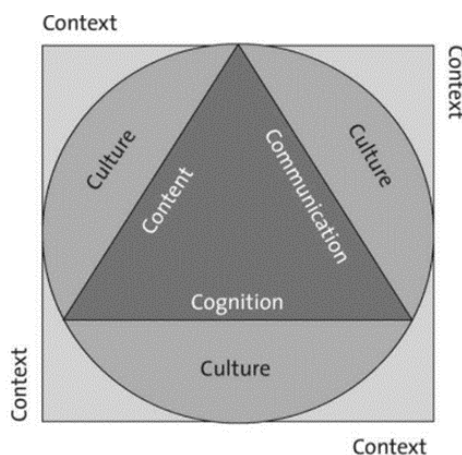 Context
Context
Culture
Culture
Content
Communication
Cognition
Culture
Context
Context